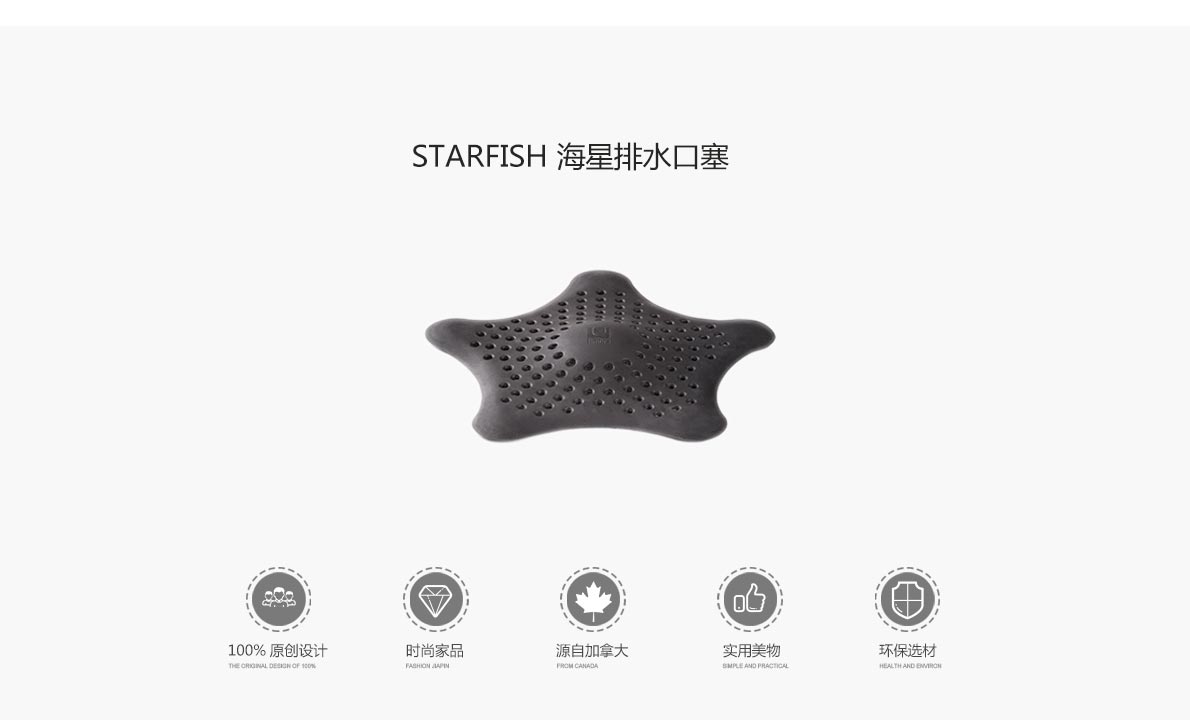 STARFISH 海星排水口塞
100% 原创设计
THE ORIGINAL DESIGN OF 100%
时尚家品
FASHION JIAPIN
源自加拿大
FROM CANADA
实用美物
SIMPLE AND PRACTICAL
环保选材
HEALTH AND ENVIRON